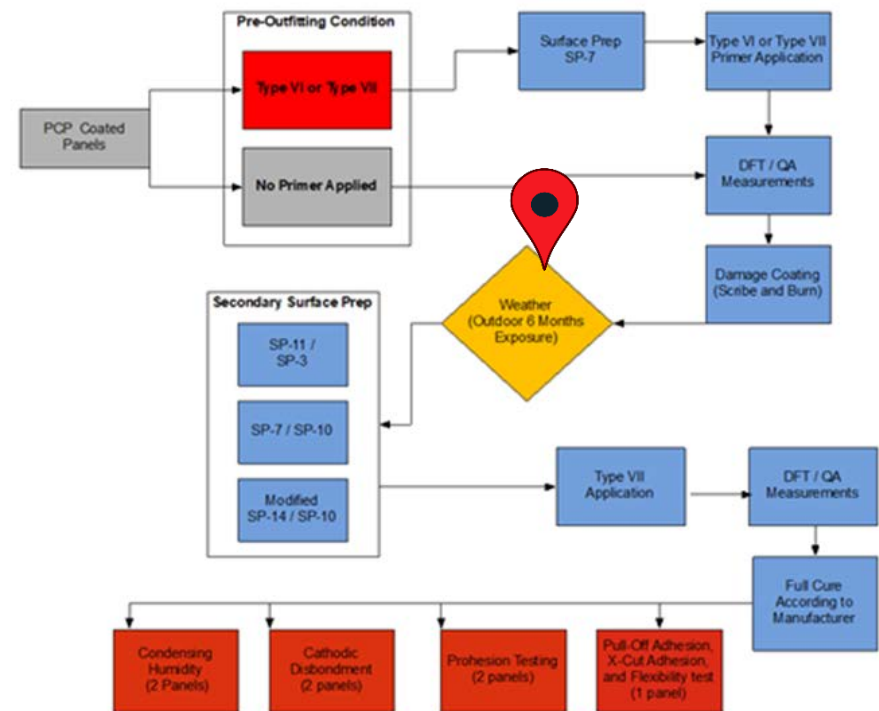 Pre-Outfitting Condition
Type VI or Type VII
No Primer Applied
PCP Coated
Panels
Surface Prep
SP-7
Type VI or Type VII
Primer Application
DFT / QA
Measurements
Damage Coating
(Scribe and Burn)
Weather
(Outdoor 6 Months
Exposure)
Secondary Surface Prep
SP-11 /
SP-3
SP-7 / SP-10
Modified
SP-14 / SP-10
Type VII
Application
DFT / QA
Measurements
Full Cure
According to
Manufacturer
Condensing
Humidity
(2 Panels)
Cathodic
Disbondment
(2 panels)
Prohesion Testing
(2 panels)
Pull-Off Adhesion,
X-Cut Adhesion,
and Flexibility test
(1 panel)